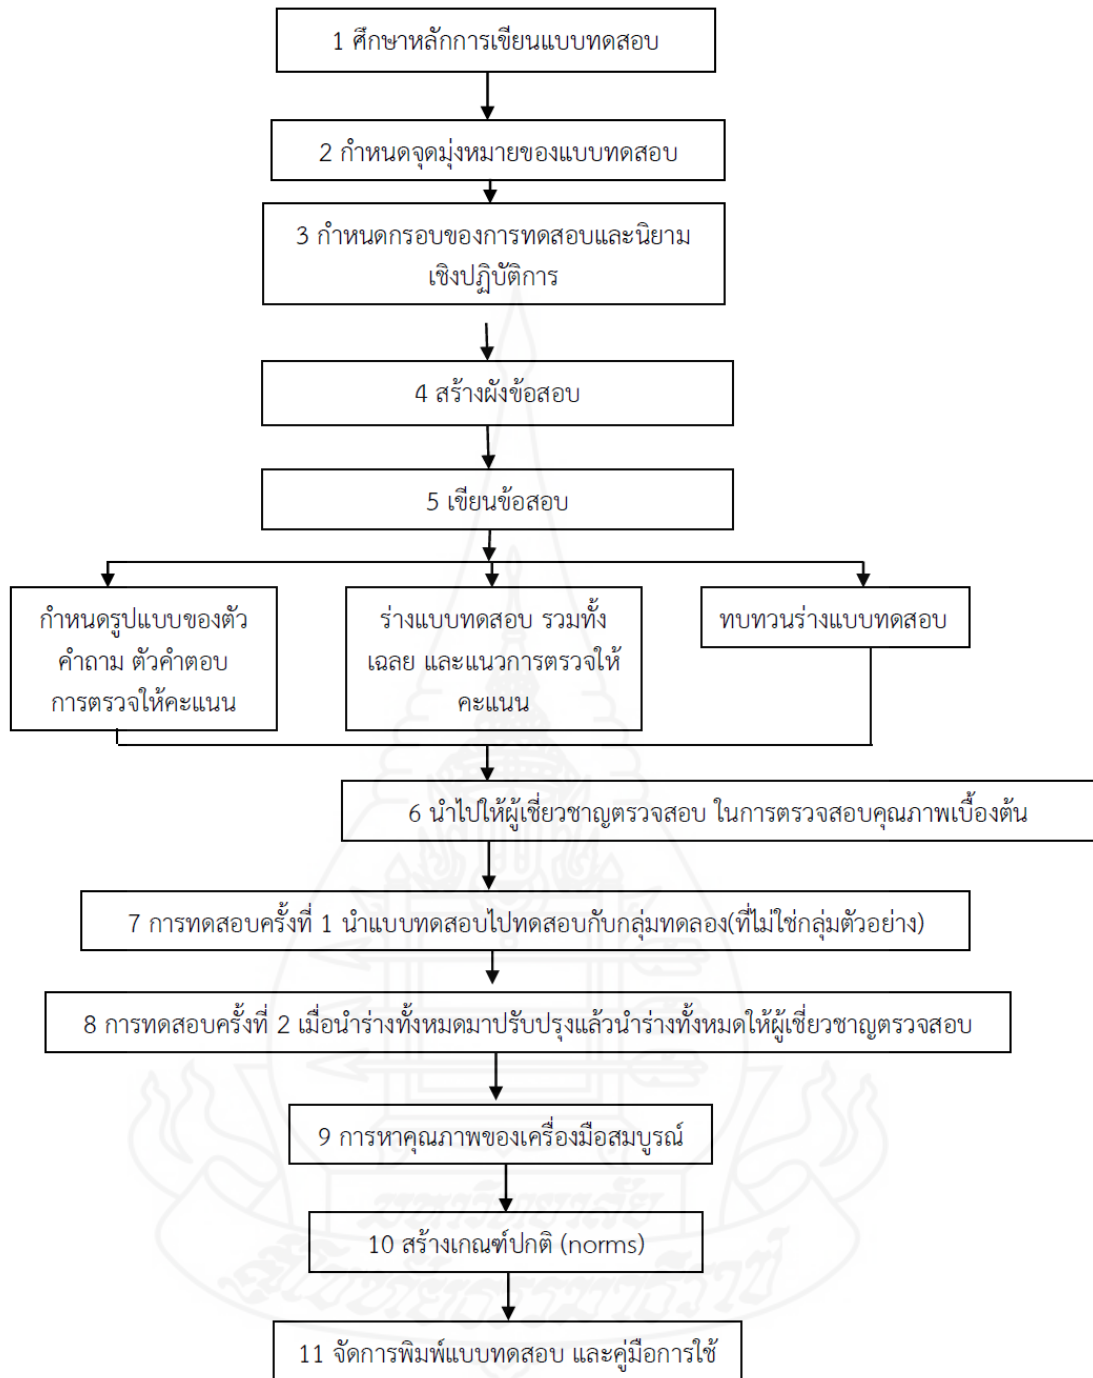 1 ศึกษาหลักการเขียนแบบทดสอบ
2 กำหนดจุดมุ่งหมายของแบบทดสอบ
3 กำหนดกรอบของการทดสอบและนิยาม
เชิงปฏิบัติการ
4 สร้างผังข้อสอบ
5 เขียนข้อสอบ
กำหนดรูปแบบของตัว
คำถาม ตัวคำตอบ
การตรวจให้คะแนน
ร่างแบบทดสอบ รวมทั้ง
เฉลย และแนวการตรวจให้
คะแนน
ทบทวนร่างแบบทดสอบ
6 นำไปให้ผู้เชี่ยวชาญตรวจสอบ ในการตรวจสอบคุณภาพเบื้องต้น
7 การทดสอบครั้งที่ 1 นำแบบทดสอบไปทดสอบกับกลุ่มทดลอง(ที่ไม่ใช่กลุ่มตัวอย่าง)
8 การทดสอบครั้งที่ 2 เมื่อนำร่างทั้งหมดมาปรับปรุงแล้วนำร่างทั้งหมดให้ผู้เชี่ยวชาญตรวจสอบ
9 การหาคุณภาพของเครื่องมือสมบูรณ์
มหาวิทยาลัย
10 สร้างเกณฑ์ปกติ (norms)
สุโขทัยธรรมาธิราช
11 จัดการพิมพ์แบบทดสอบ และคู่มือการใช้